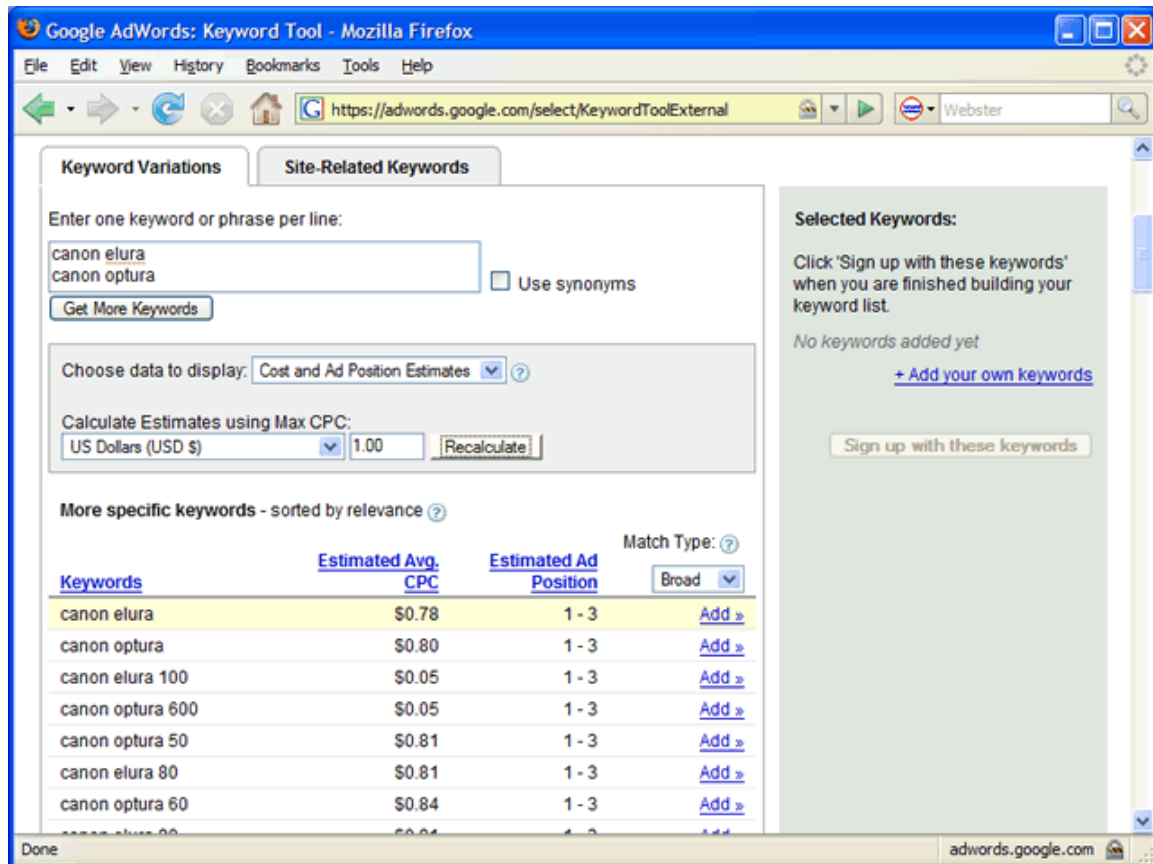 Google AdWords: Keyword Tool - Mozilla Firefox
File Edit View History Bookmarks Tools Help
G https://adwords.google.com/select/KeywordToolExternal Webster
Keyword Variations Site-Related Keywords
Enter one keyword or phrase per line:
canon elura
canon optura
Use synonyms
Get More Keywords
Choose data to display: Cost and Ad Position Estimates ?
Calculate Estimates using Max CPC:
US Dollars (USD $) 1.00 Recalculate
More specific keywords - sorted by relevance ?
Match Type: ?
Keywords Estimated Avg. CPC Estimated Ad Position Broad
canon elura $0.78 1 - 3 Add »
canon optura $0.80 1 - 3 Add »
canon elura 100 $0.05 1 - 3 Add »
canon optura 600 $0.05 1 - 3 Add »
canon optura 50 $0.81 1 - 3 Add »
canon elura 80 $0.81 1 - 3 Add »
canon optura 60 $0.84 1 - 3 Add »
Selected Keywords:
Click 'Sign up with these keywords'
when you are finished building your
keyword list.
No keywords added yet
+ Add your own keywords
Sign up with these keywords
Done adwords.google.com